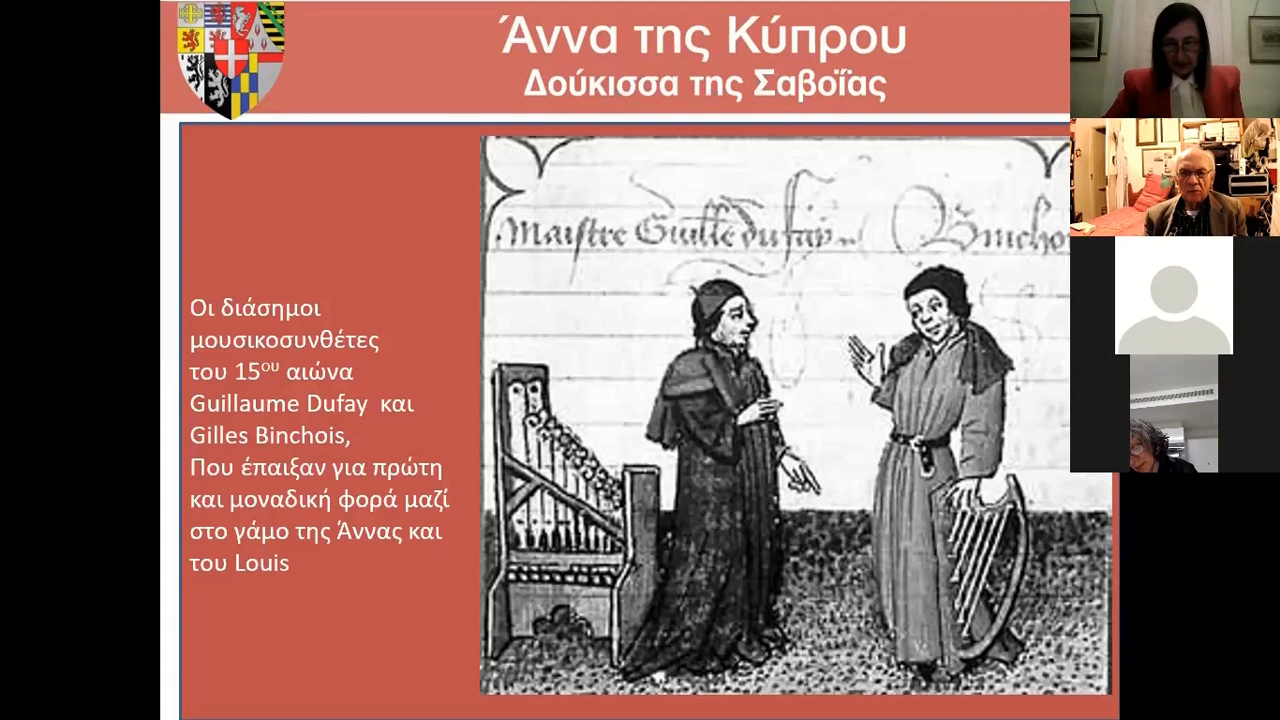 Άννα της Κύπρου
Δούκισσα της Σαβοΐας
Maistre Guille du fay
Bincho
Οι διάσημοι
μουσικοσυνθέτες
του 15ου αιώνα
Guillaume Dufay και
Gilles Binchois,
Που έπαιξαν για πρώτη
και μοναδική φορά μαζί
στο γάμο της Άννας και
του Louis